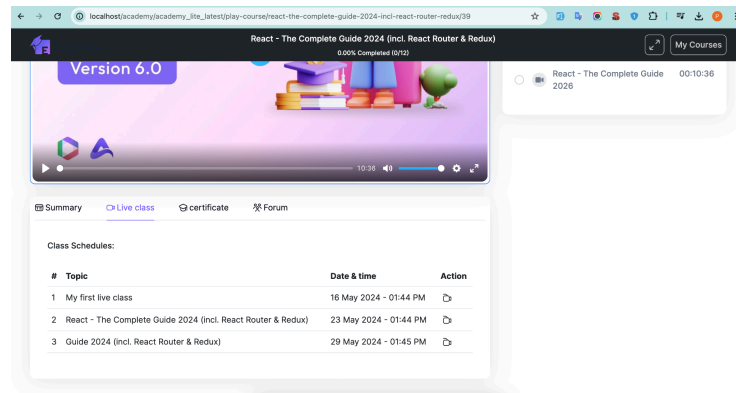 localhost/academy/academy_lite_latest/play-course/react-the-complete-guide-2024-incl-react-router-redux/39
React - The Complete Guide 2024 (incl. React Router & Redux)
0.00% Completed (0/12)
My Courses
Version 6.0
React - The Complete Guide 2026
00:10:36
10:36
Summary
Live class
certificate
Forum
Class Schedules:
# Topic Date & time Action
1 My first live class 16 May 2024 - 01:44 PM
2 React - The Complete Guide 2024 (incl. React Router & Redux) 23 May 2024 - 01:44 PM
3 Guide 2024 (incl. React Router & Redux) 29 May 2024 - 01:45 PM